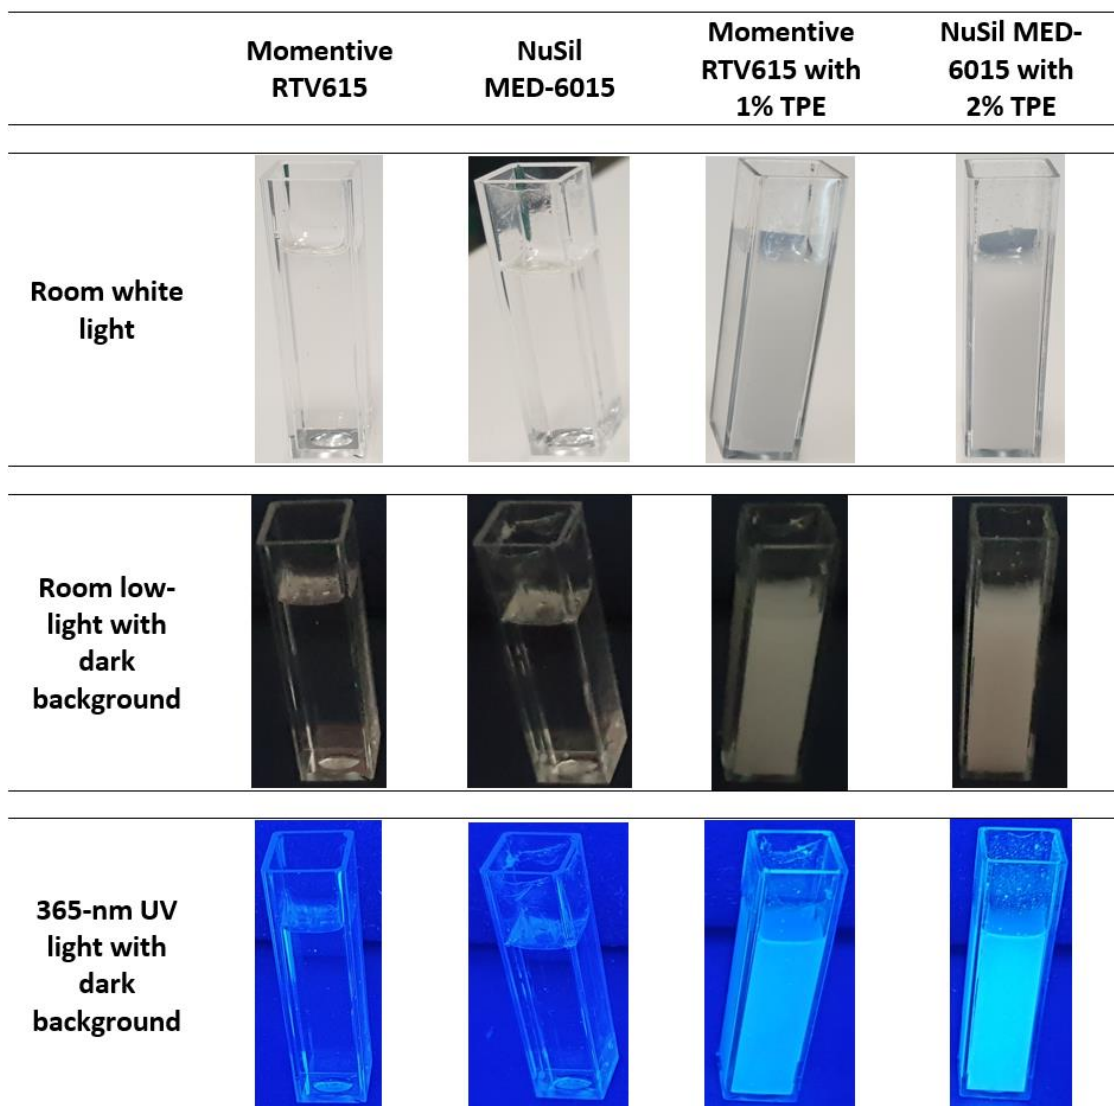 Momentive
RTV615
NuSil
MED-6015
Momentive
RTV615 with
1% TPE
NuSil MED-
6015 with
2% TPE
Room white
light
Room low-
light with
dark
background
365-nm UV
light with
dark
background